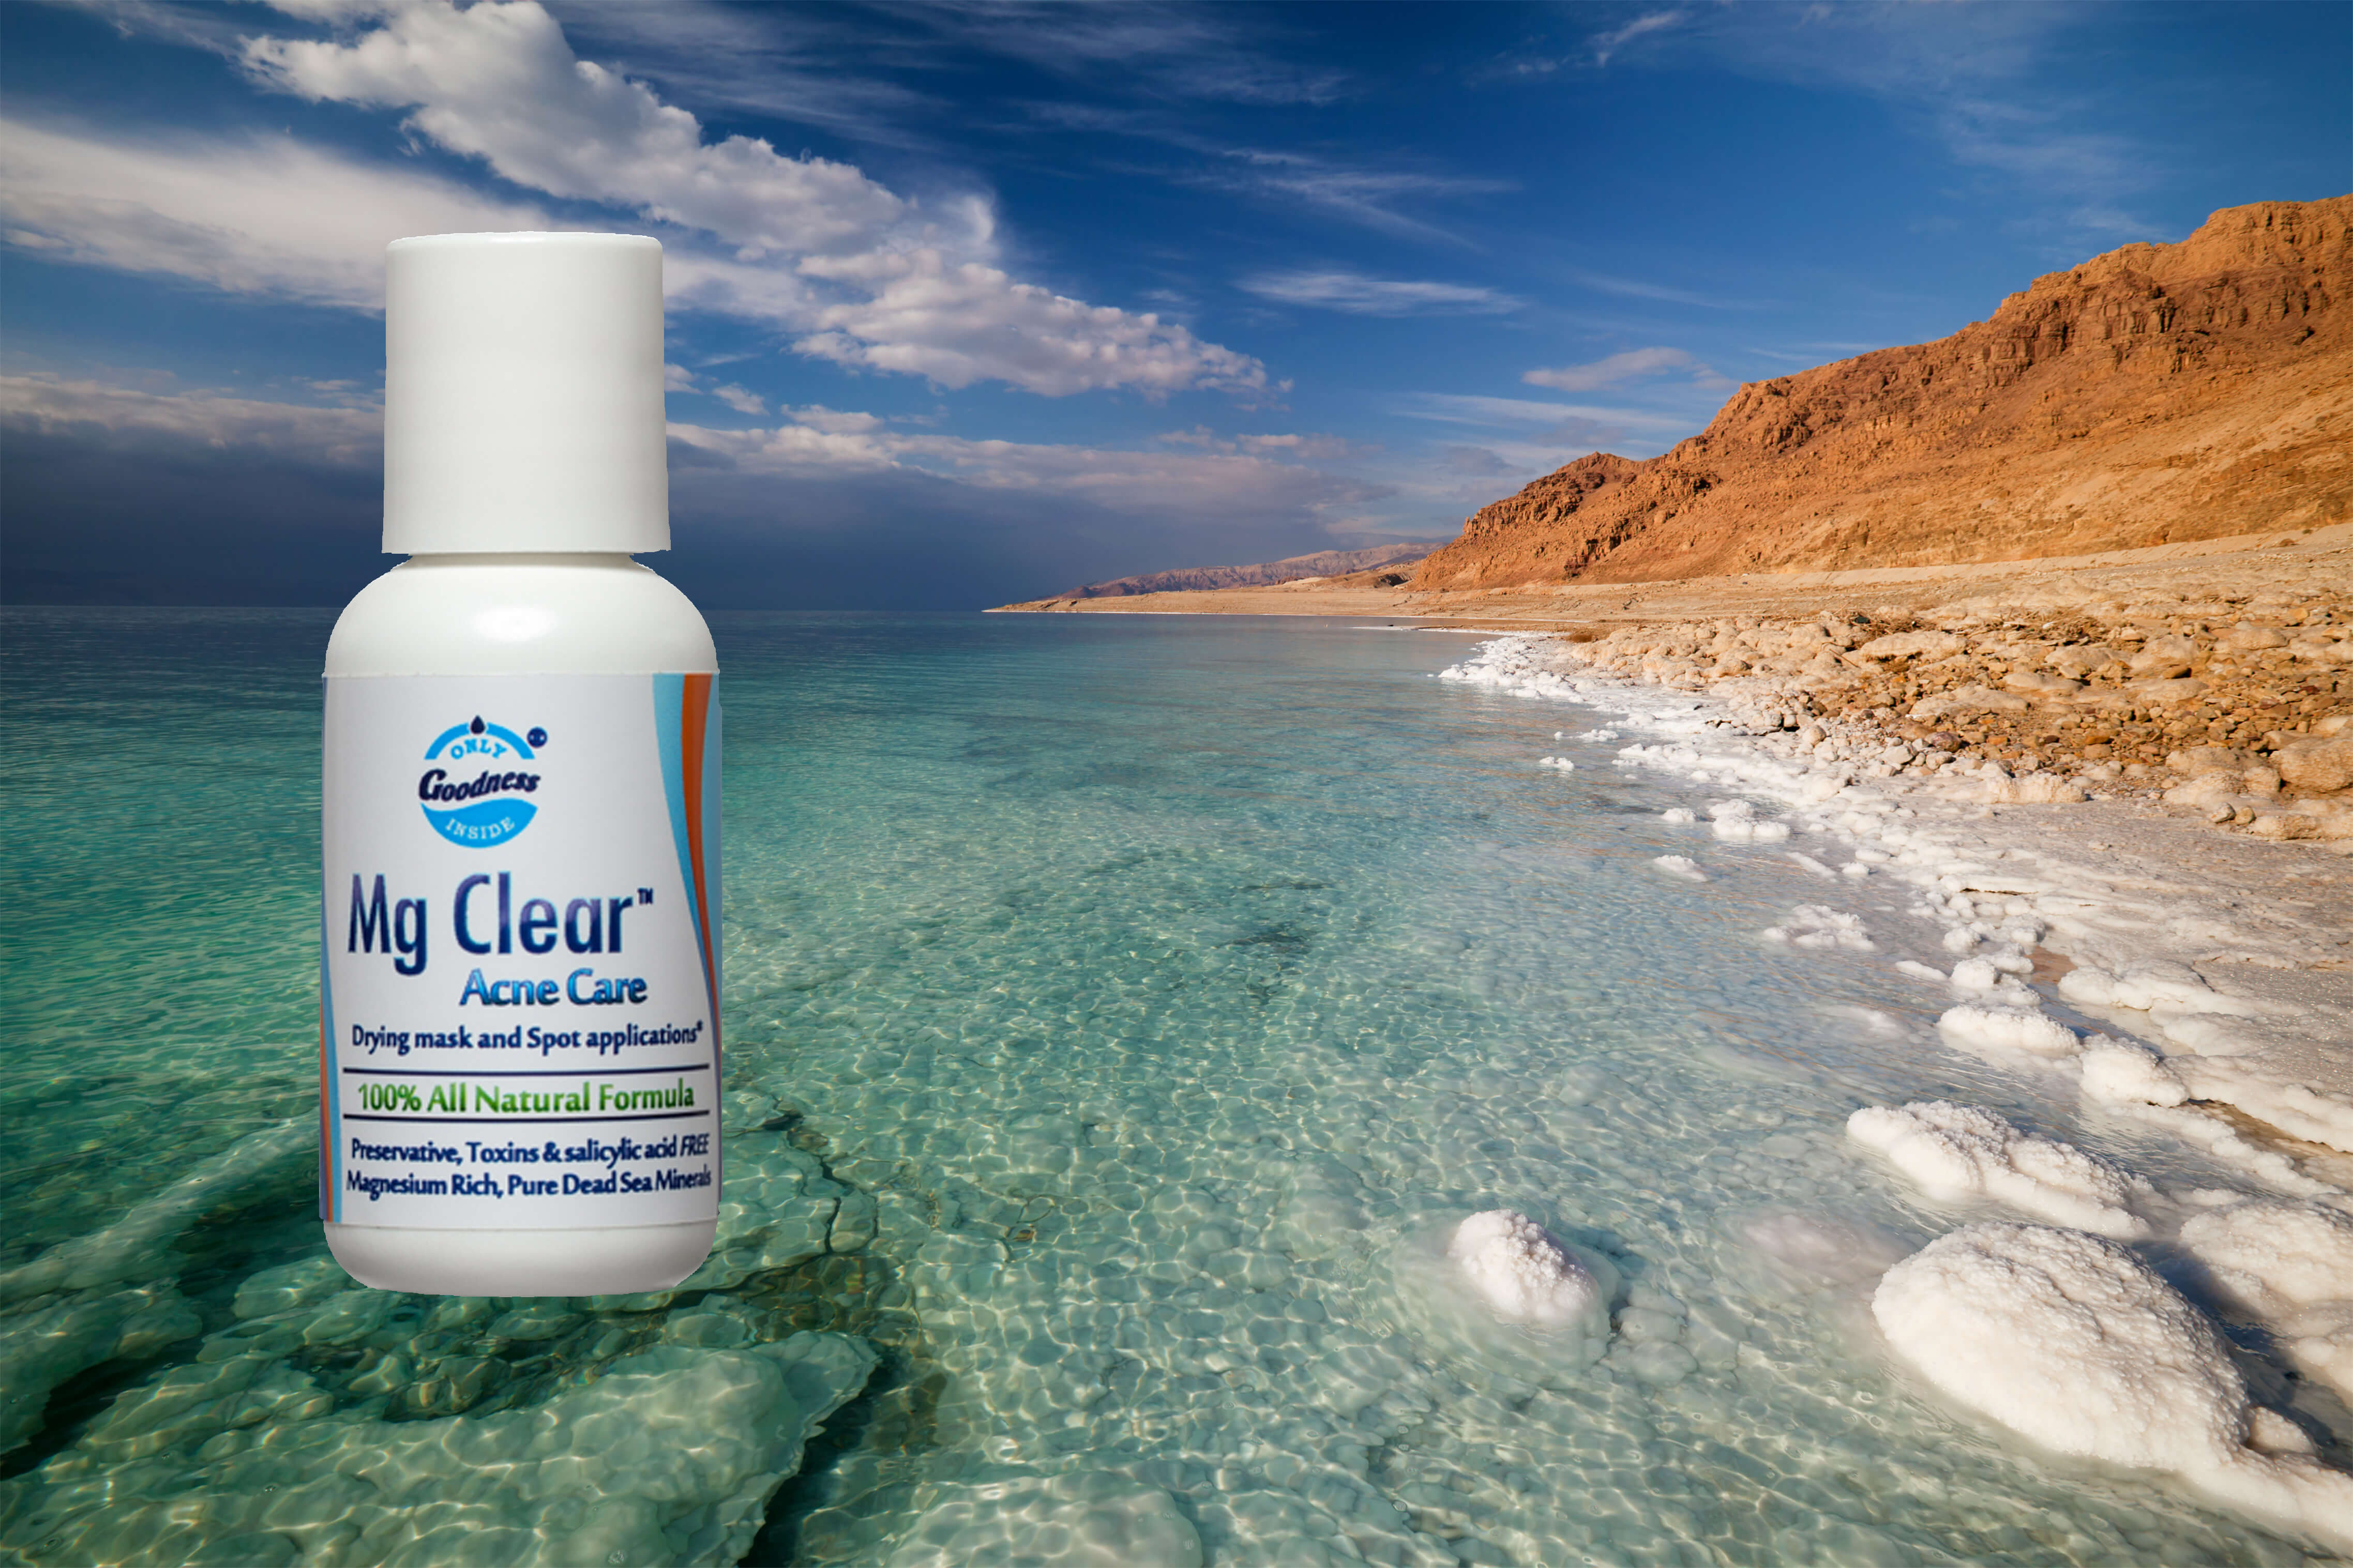 ONLY
Goodness
INSIDE
Mg Clear™
Acne Care
Drying mask and Spot applications*
100% All Natural Formula
Preservative, Toxins & salicylic acid FREE
Magnesium Rich, Pure Dead Sea Minerals